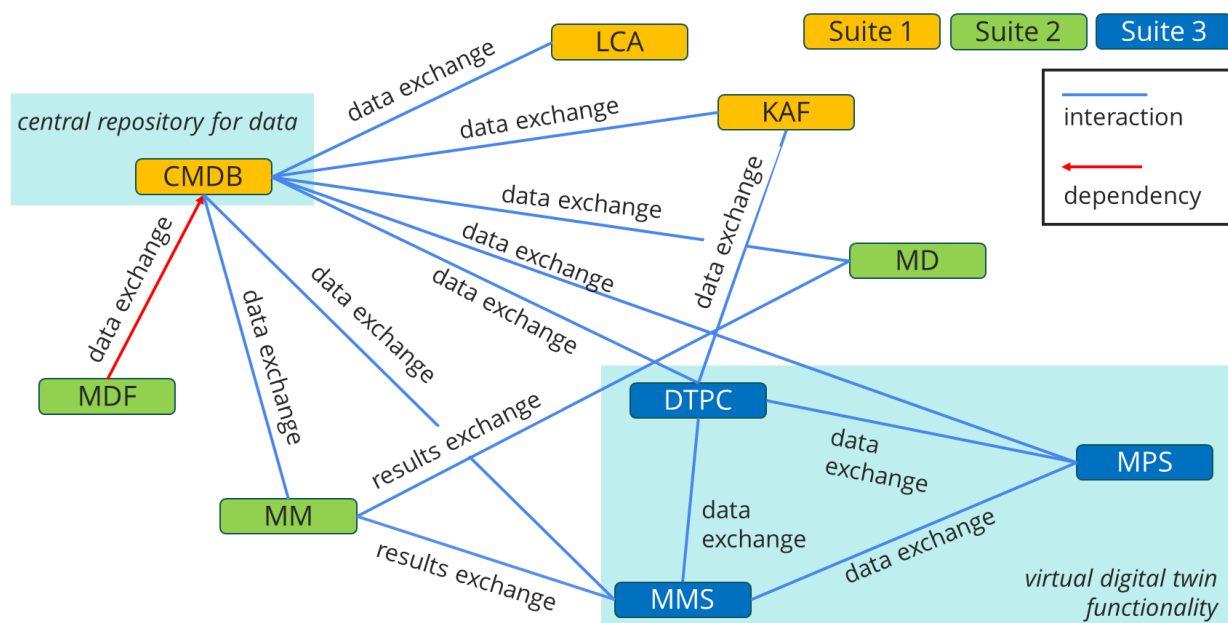 LCA
Suite 1
Suite 2
Suite 3
data exchange
KAF
interaction
dependency
central repository for data
data exchange
CMDB
data exchange
data exchange
data exchange
MD
data exchange
data exchange
data exchange
data exchange
data exchange
MDF
DTPC
results exchange
data
exchange
MPS
MM
data
exchange
data exchange
results exchange
MMS
virtual digital twin
functionality